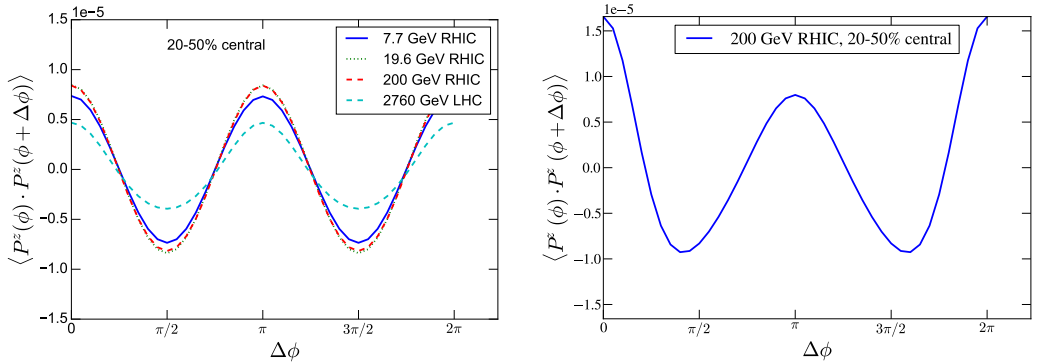 1e−5
1.5
1.0
0.5
0.0
−0.5
−1.0
−1.5
⟨P^z(ϕ) · P^z(ϕ + Δϕ)⟩
20-50% central
7.7 GeV RHIC
19.6 GeV RHIC
200 GeV RHIC
2760 GeV LHC
0 π/2 π 3π/2 2π
Δϕ
1e−5
1.5
1.0
0.5
0.0
−0.5
−1.0
−1.5
⟨P^z (ϕ) · P^z (ϕ + Δϕ)⟩
200 GeV RHIC, 20-50% central
0 π/2 π 3π/2 2π
Δϕ